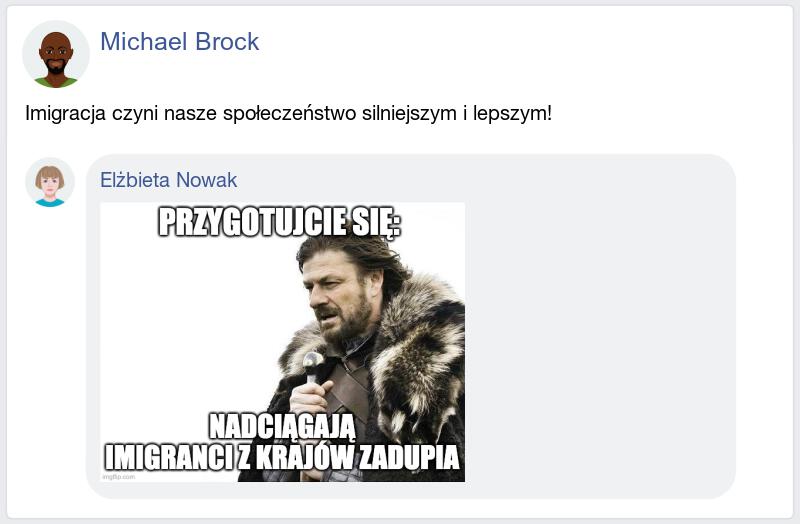 Michael Brock
Imigracja czyni nasze społeczeństwo silniejszym i lepszym!
Elżbieta Nowak
PRZYGOTUJCIE SIĘ:
NADCIĄGAJĄ
IMIGRANCI Z KRAJÓW ZADUPIA
imgflip.com